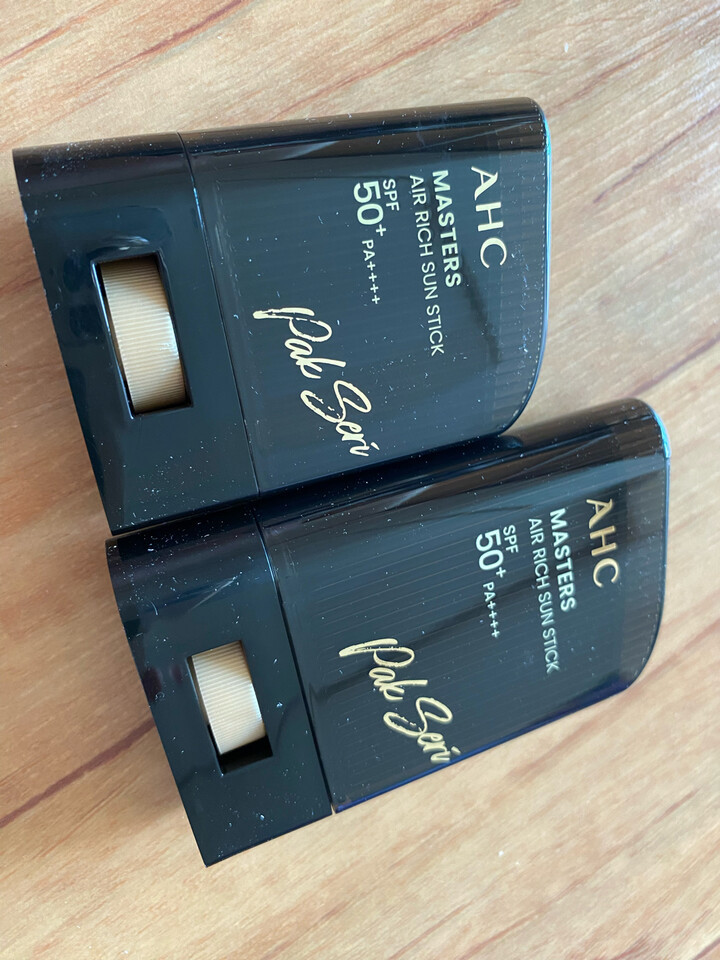 AHC
MASTERS
AIR RICH SUN STICK
SPF
50+ PA++++
Pak Seri
AHC
MASTERS
AIR RICH SUN STICK
SPF
50+ PA++++
Pak Seri